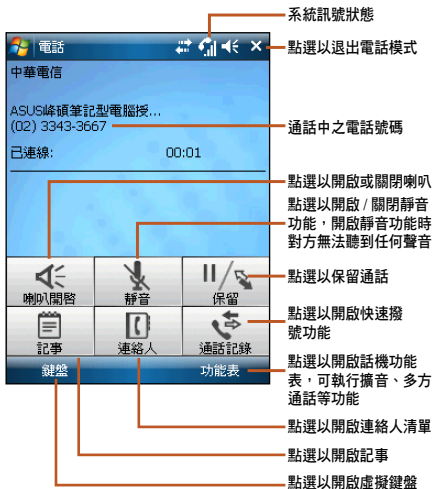 系統訊號狀態
電話
點選以退出電話模式
中華電信
ASUS峰碩筆記型電腦授...
(02) 3343-3667
通話中之電話號碼
已連線:
00:01
點選以開啟或關閉喇叭
點選以開啟 / 關閉靜音
功能，開啟靜音功能時
對方無法聽到任何聲音
喇叭開啓
靜音
保留
點選以保留通話
記事
連絡人
通話記錄
點選以開啟快速撥
號功能
鍵盤
功能表
點選以開啟話機功能
表，可執行擴音、多方
通話等功能
點選以開啟連絡人清單
點選以開啟記事
點選以開啟虛擬鍵盤